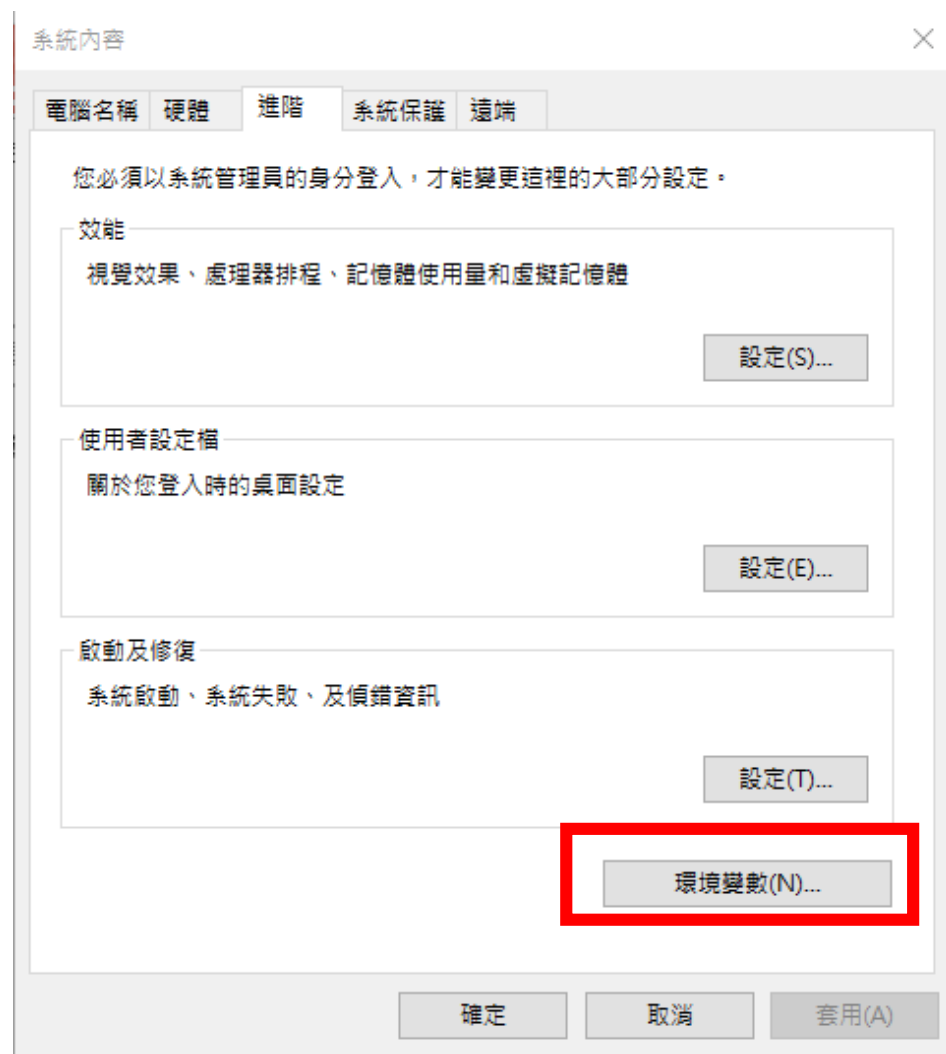 系統內容
電腦名稱 硬體 進階 系統保護 遠端
您必須以系統管理員的身分登入，才能變更這裡的大部分設定。
效能
視覺效果、處理器排程、記憶體使用量和虛擬記憶體
設定(S)...
使用者設定檔
關於您登入時的桌面設定
設定(E)...
啟動及修復
系統啟動、系統失敗、及偵錯資訊
設定(T)...
環境變數(N)...
確定 取消 套用(A)